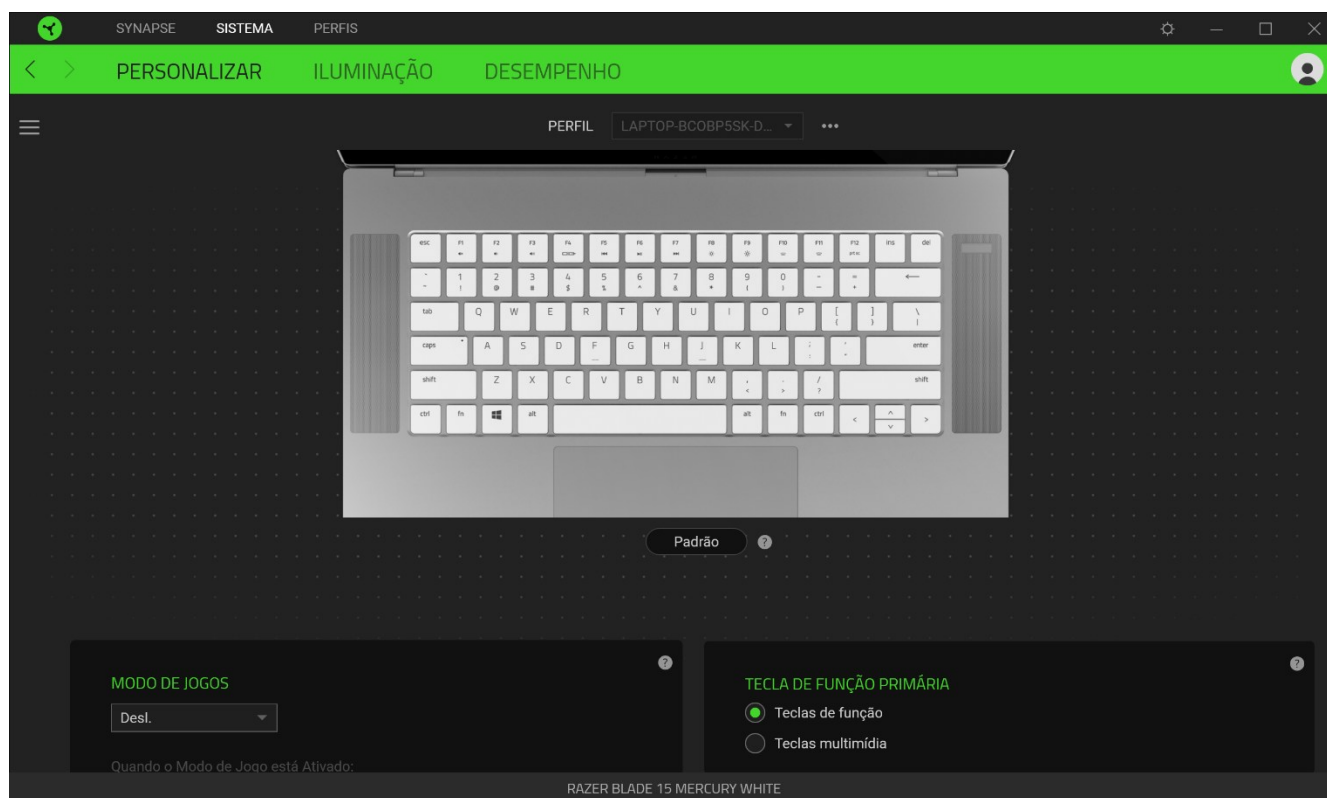 SYNAPSE SISTEMA PERFIS
PERSONALIZAR ILUMINAÇÃO DESEMPENHO
PERFIL LAPTOP-BCOBP5SK-D...
esc F1 F2 F3 F4 F5 F6 F7 F8 F9 F10 F11 F12 ins del
1 2 3 4 5 6 7 8 9 0
! @ # $ % ^ & * ( )
tab Q W E R T Y U I O P [ ] \
caps A S D F G H J K L ; ' enter
shift Z X C V B N M , . / shift
ctrl fn alt alt fn ctrl < ^ >
Padrão ?
MODO DE JOGOS ?
Desl.
Quando o Modo de Jogo está Ativado:
TECLA DE FUNÇÃO PRIMÁRIA ?
Teclas de função
Teclas multimídia
RAZER BLADE 15 MERCURY WHITE